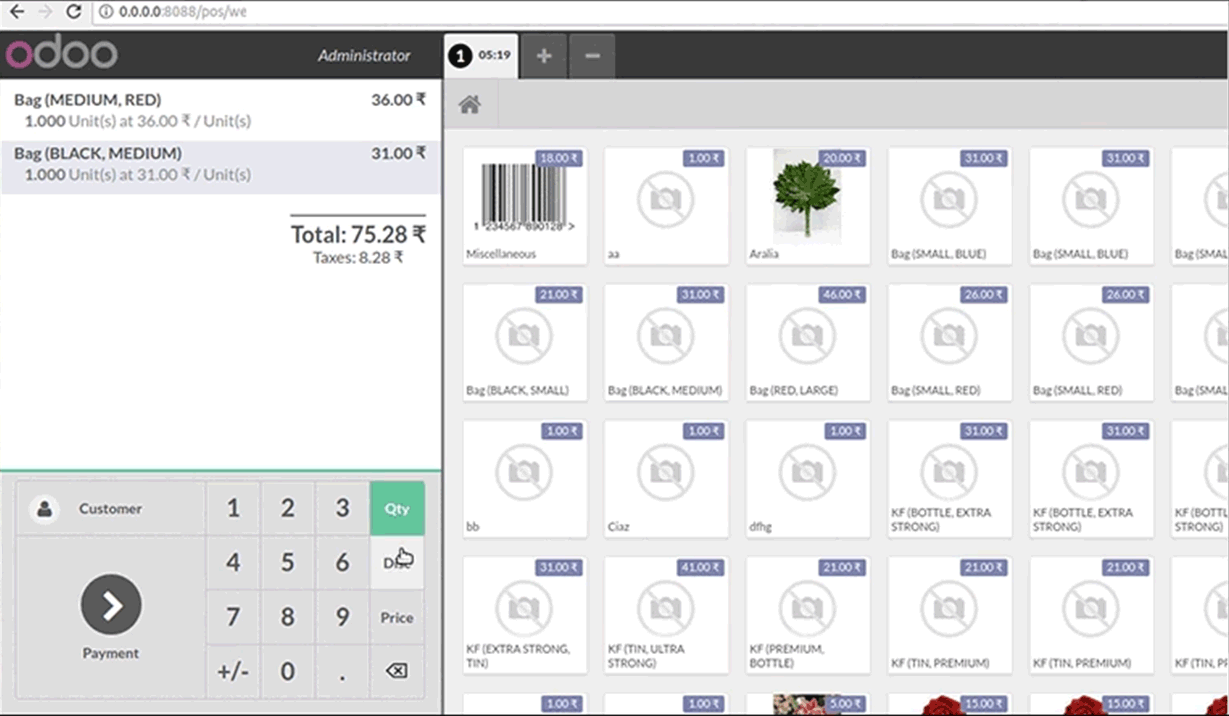 0.0.0.0:8088/pos/we
odoo
Administrator
1 05:19
+
−
Bag (MEDIUM, RED) 36.00 ₹
1.000 Unit(s) at 36.00 ₹ / Unit(s)
Bag (BLACK, MEDIUM) 31.00 ₹
1.000 Unit(s) at 31.00 ₹ / Unit(s)
Total: 75.28 ₹
Taxes: 8.28 ₹
Customer
Payment
1 2 3 Qty
4 5 6
7 8 9 Price
+/- 0 .
18.00 ₹ 1.00 ₹ 20.00 ₹ 31.00 ₹ 31.00 ₹
1 234567 890128 >
Miscellaneous aa Aralia Bag (SMALL, BLUE) Bag (SMALL, BLUE) Bag (SMAL
21.00 ₹ 31.00 ₹ 46.00 ₹ 26.00 ₹ 26.00 ₹
Bag (BLACK, SMALL) Bag (BLACK, MEDIUM) Bag (RED, LARGE) Bag (SMALL, RED) Bag (SMALL, RED) Bag (SMAL
1.00 ₹ 1.00 ₹ 1.00 ₹ 31.00 ₹ 31.00 ₹
KF (BOTTLE, EXTRA KF (BOTTLE, EXTRA KF (BOTTL
bb Ciaz dfhg STRONG) STRONG) STRONG)
31.00 ₹ 41.00 ₹ 21.00 ₹ 21.00 ₹ 21.00 ₹
KF (EXTRA STRONG, KF (TIN, ULTRA KF (PREMIUM,
TIN) STRONG) BOTTLE) KF (TIN, PREMIUM) KF (TIN, PREMIUM) KF (TIN, PR
1.00 ₹ 1.00 ₹ 5.00 ₹ 15.00 ₹ 15.00 ₹